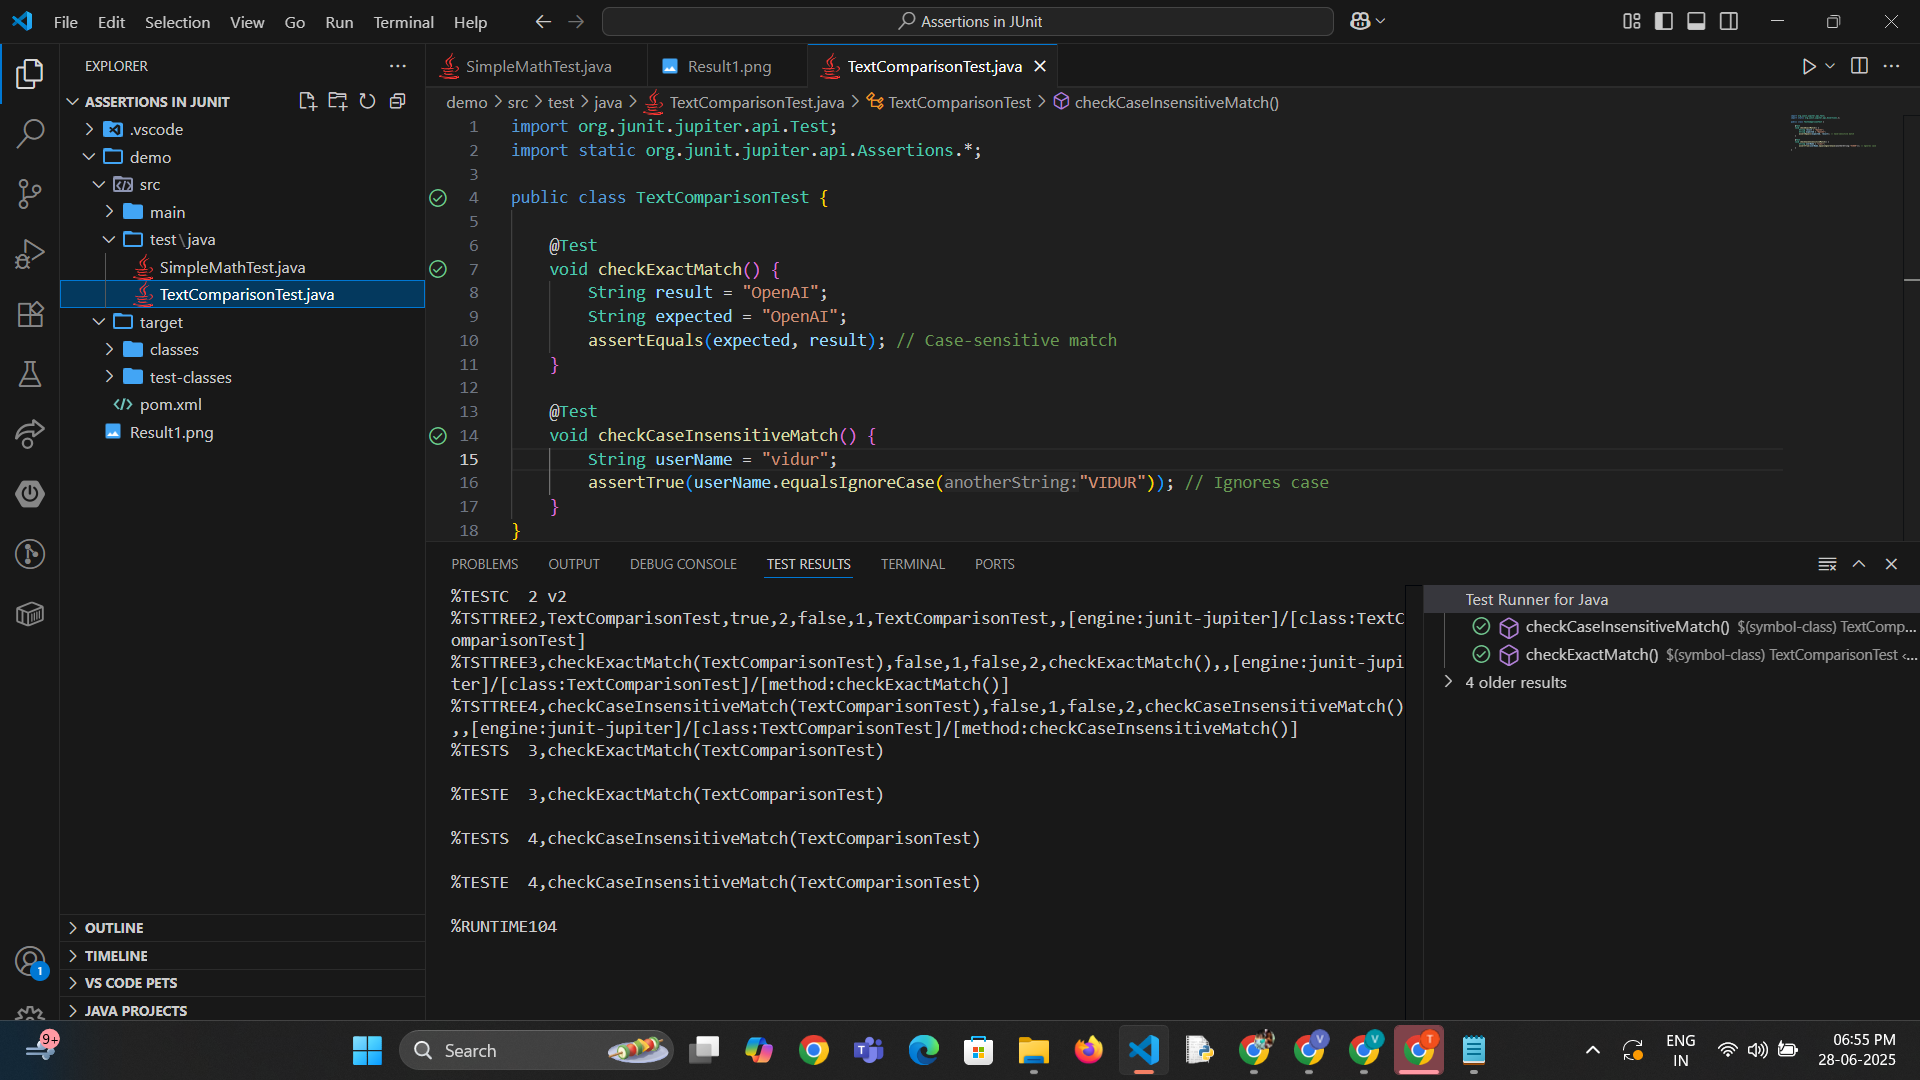 File Edit Selection View Go Run Terminal Help
Assertions in JUnit
EXPLORER
ASSERTIONS IN JUNIT
.vscode
demo
src
main
test\java
SimpleMathTest.java
TextComparisonTest.java
target
classes
test-classes
pom.xml
Result1.png
OUTLINE
TIMELINE
VS CODE PETS
JAVA PROJECTS
1
SimpleMathTest.java
Result1.png
TextComparisonTest.java
demo > src > test > java > TextComparisonTest.java > TextComparisonTest > checkCaseInsensitiveMatch()
1 import org.junit.jupiter.api.Test;
2 import static org.junit.jupiter.api.Assertions.*;
3
4 public class TextComparisonTest {
5
6 @Test
7 void checkExactMatch() {
8 String result = "OpenAI";
9 String expected = "OpenAI";
10 assertEquals(expected, result); // Case-sensitive match
11 }
12
13 @Test
14 void checkCaseInsensitiveMatch() {
15 String userName = "vidur";
16 assertTrue(userName.equalsIgnoreCase(anotherString:"VIDUR")); // Ignores case
17 }
18 }
PROBLEMS OUTPUT DEBUG CONSOLE TEST RESULTS TERMINAL PORTS
%TESTC 2 v2
%TSTTREE2,TextComparisonTest,true,2,false,1,TextComparisonTest,,[engine:junit-jupiter]/[class:TextC
omparisonTest]
%TSTTREE3,checkExactMatch(TextComparisonTest),false,1,false,2,checkExactMatch(),,[engine:junit-jupi
ter]/[class:TextComparisonTest]/[method:checkExactMatch()]
%TSTTREE4,checkCaseInsensitiveMatch(TextComparisonTest),false,1,false,2,checkCaseInsensitiveMatch()
,,[engine:junit-jupiter]/[class:TextComparisonTest]/[method:checkCaseInsensitiveMatch()]
%TESTS 3,checkExactMatch(TextComparisonTest)
%TESTE 3,checkExactMatch(TextComparisonTest)
%TESTS 4,checkCaseInsensitiveMatch(TextComparisonTest)
%TESTE 4,checkCaseInsensitiveMatch(TextComparisonTest)
%RUNTIME104
Test Runner for Java
checkCaseInsensitiveMatch() $(symbol-class) TextComp...
checkExactMatch() $(symbol-class) TextComparisonTest <...
4 older results
9+
Search
V
V
T
ENG
IN
06:55 PM
28-06-2025